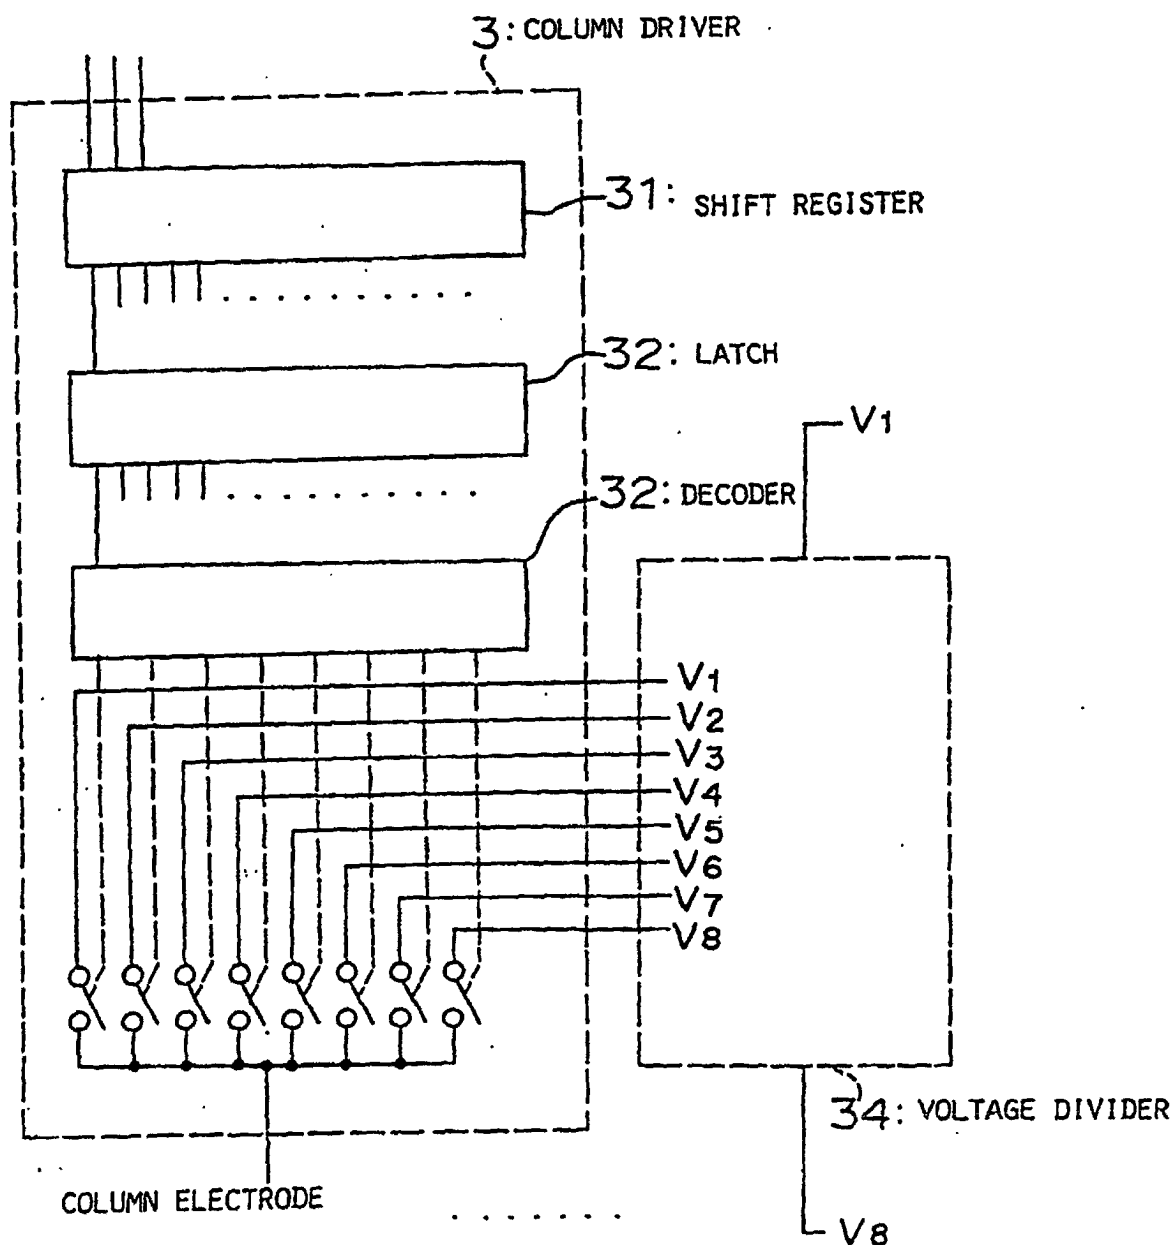 3: COLUMN DRIVER
31: SHIFT REGISTER
32: LATCH
V1
32: DECODER
V1
V2
V3
V4
V5
V6
V7
V8
34: VOLTAGE DIVIDER
COLUMN ELECTRODE
V8